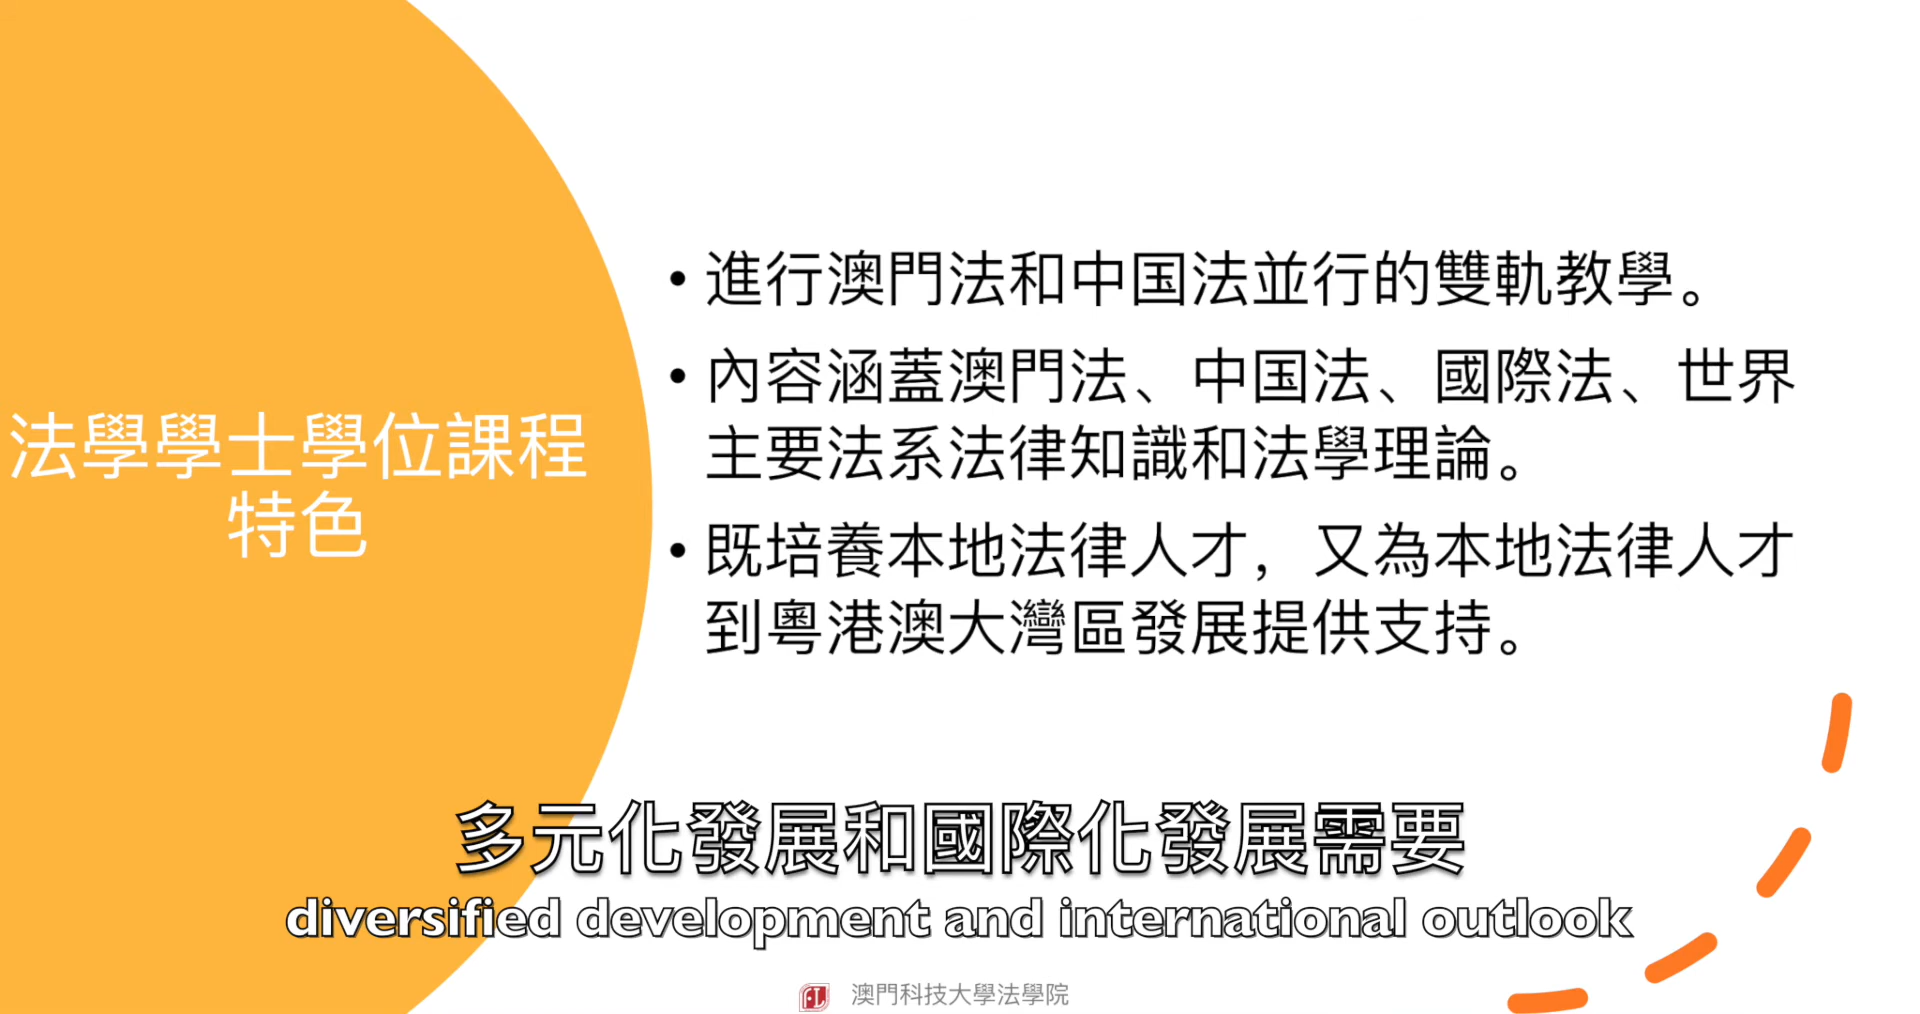 法學學士學位課程
特色
• 進行澳門法和中国法並行的雙軌教學。
• 內容涵蓋澳門法、中国法、國際法、世界
主要法系法律知識和法學理論。
• 既培養本地法律人才，又為本地法律人才
到粵港澳大灣區發展提供支持。
多元化發展和國際化發展需要
diversified development and international outlook
FL 澳門科技大學法學院